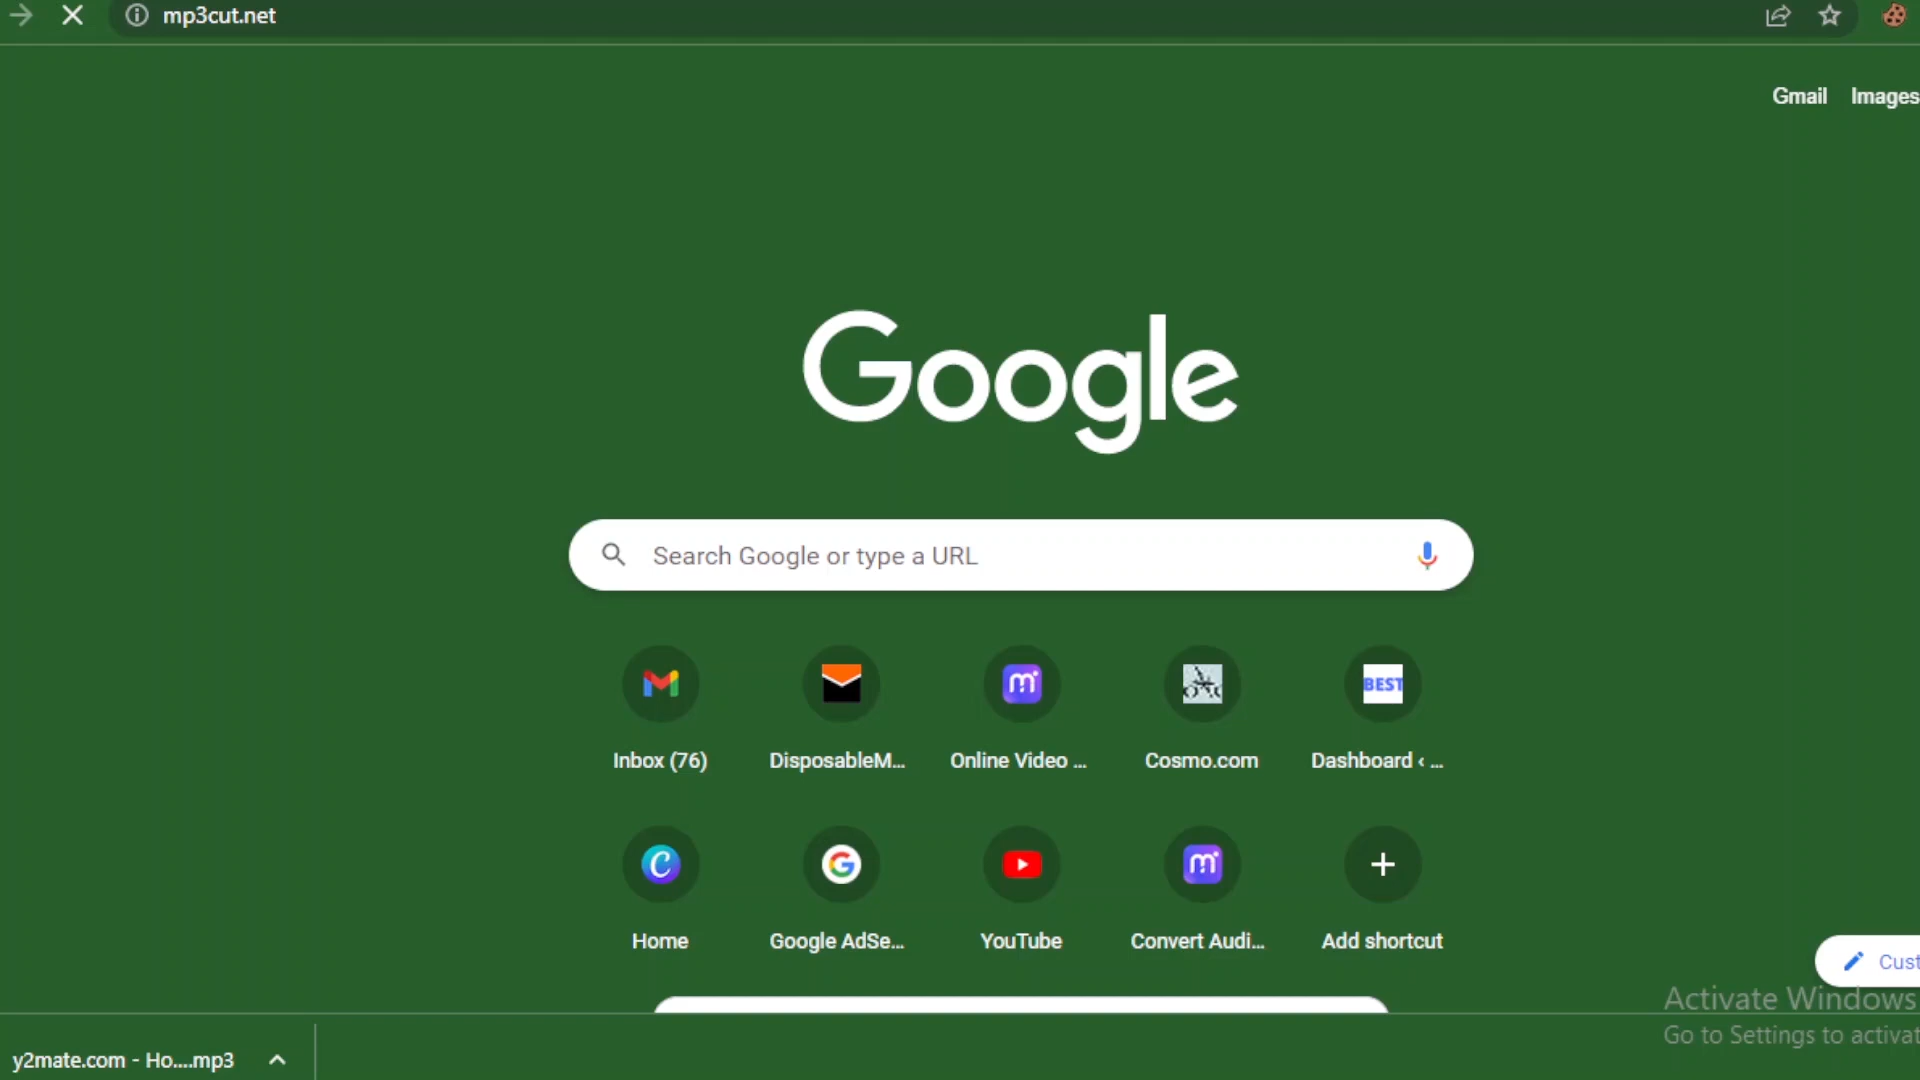 mp3cut.net
Gmail Images
Google
Search Google or type a URL
BEST
Inbox (76) DisposableM... Online Video ... Cosmo.com Dashboard ‹ ...
Home Google AdSe... YouTube Convert Audi... Add shortcut
Cust
Activate Windows
Go to Settings to activat
y2mate.com - Ho....mp3